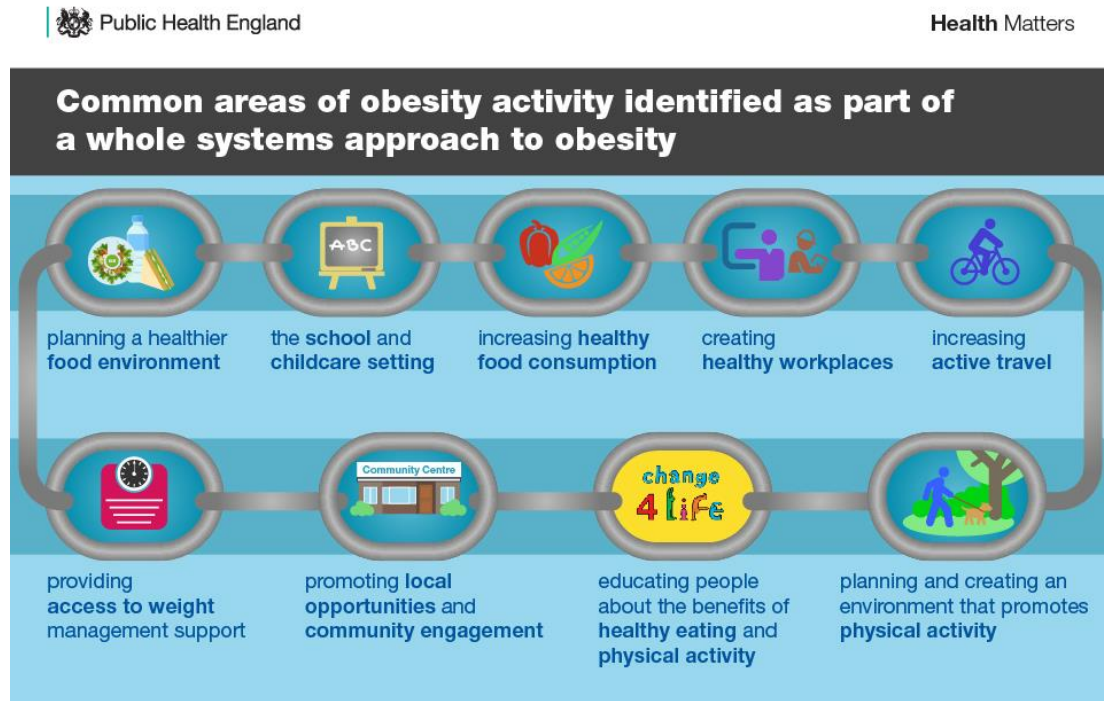 Public Health England
Health Matters
Common areas of obesity activity identified as part of
a whole systems approach to obesity
ABC
planning a healthier
food environment
the school and
childcare setting
increasing healthy
food consumption
creating
healthy workplaces
increasing
active travel
Community Centre
change
4 LiFe
providing
access to weight
management support
promoting local
opportunities and
community engagement
educating people
about the benefits of
healthy eating and
physical activity
planning and creating an
environment that promotes
physical activity